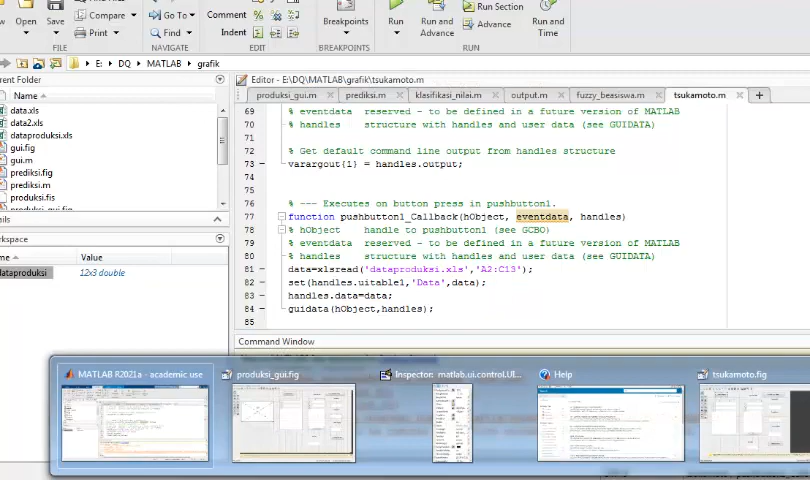 Open Save Compare Print Go To Find Comment Indent Breakpoints Run Run and Advance Run Section Advance Run and Time
FILE NAVIGATE EDIT BREAKPOINTS RUN
E: DQ MATLAB grafik
Folder
Editor - E:\DQ\MATLAB\grafik\tsukamoto.m
Name
produksi_gui.m prediksi.m klasifikasi_nilai.m output.m fuzzy_beasiswa.m tsukamoto.m
data.xls
data2.xls
dataproduksi.xls
gui.fig
gui.m
prediksi.fig
prediksi.m
produksi.fis
Value
dataproduksi 12x3 double
69 % eventdata reserved - to be defined in a future version of MATLAB
70 % handles structure with handles and user data (see GUIDATA)
71
72 % Get default command line output from handles structure
73 varargout{1} = handles.output;
74
75
76 % --- Executes on button press in pushbutton1.
77 function pushbutton1_Callback(hObject, eventdata, handles)
78 % hObject handle to pushbutton1 (see GCBO)
79 % eventdata reserved - to be defined in a future version of MATLAB
80 % handles structure with handles and user data (see GUIDATA)
81 data=xlsread('dataproduksi.xls','A2:C13');
82 set(handles.uitable1,'Data',data);
83 handles.data=data;
84 guidata(hObject,handles);
85
Command Window
MATLAB R2021a - academic use
produksi_gui.fig
Inspector: matlab.ui.control.UI...
Help
tsukamoto.fig